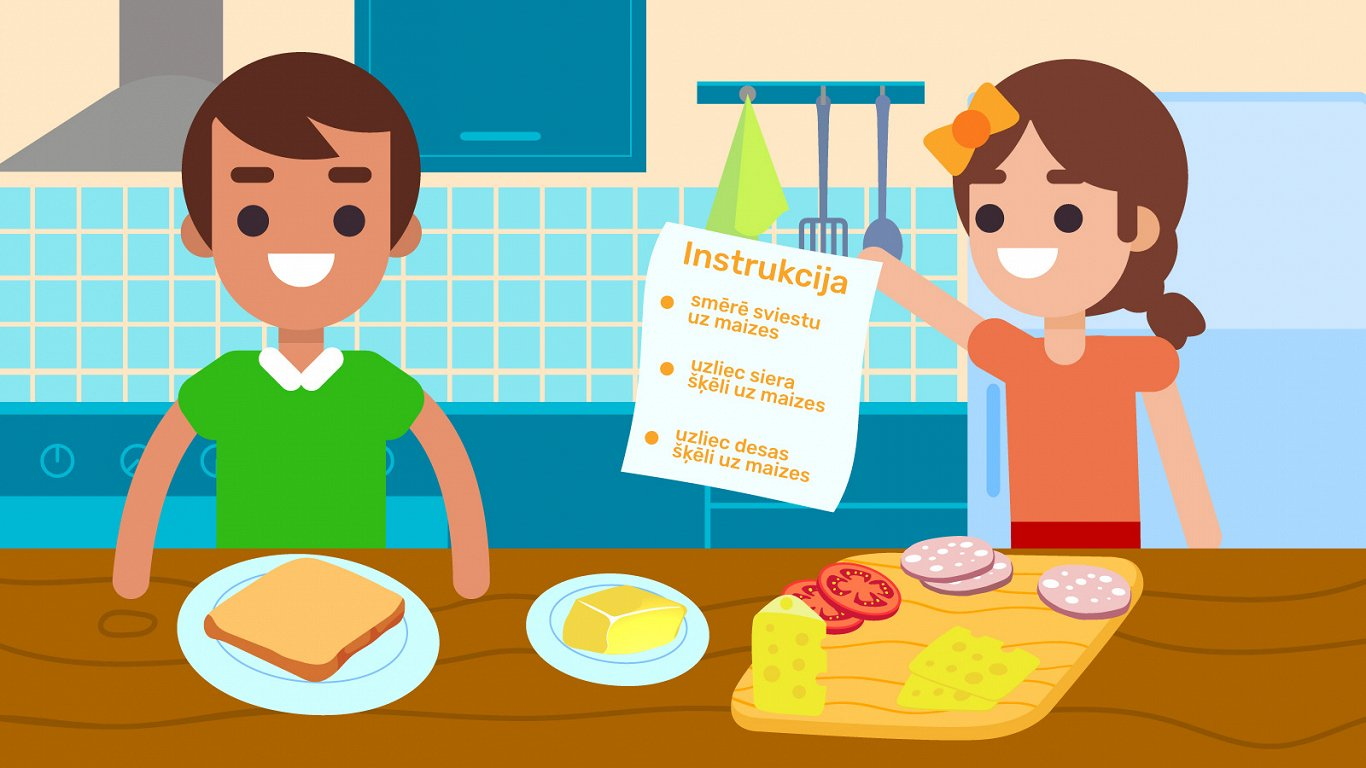 Instrukcija
smērē sviestu
uz maizes
uzliec siera
šķēli uz maizes
uzliec desas
šķēli uz maizes